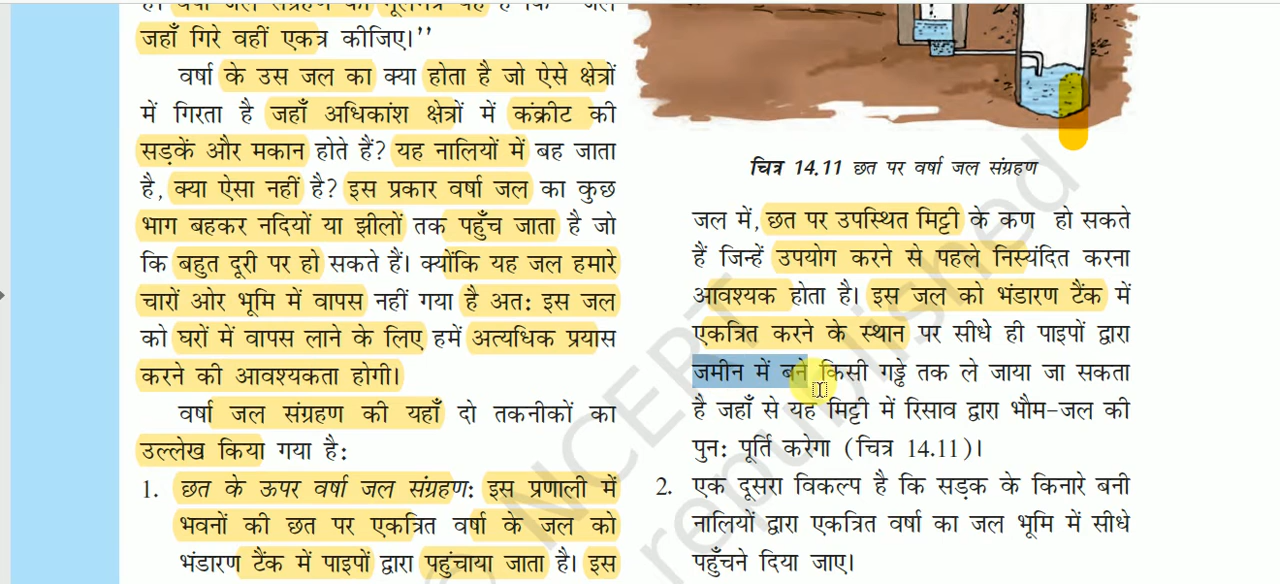 जहाँ गिरे वहीं एकत्र कीजिए।’’
वर्षा के उस जल का क्या होता है जो ऐसे क्षेत्रों
में गिरता है जहाँ अधिकांश क्षेत्रों में कंक्रीट की
सड़कें और मकान होते हैं? यह नालियों में बह जाता
है, क्या ऐसा नहीं है? इस प्रकार वर्षा जल का कुछ
भाग बहकर नदियों या झीलों तक पहुँच जाता है जो
कि बहुत दूरी पर हो सकते हैं। क्योंकि यह जल हमारे
चारों ओर भूमि में वापस नहीं गया है अत: इस जल
को घरों में वापस लाने के लिए हमें अत्यधिक प्रयास
करने की आवश्यकता होगी।
वर्षा जल संग्रहण की यहाँ दो तकनीकों का
उल्लेख किया गया है:
1. छत के ऊपर वर्षा जल संग्रहण: इस प्रणाली में
भवनों की छत पर एकत्रित वर्षा के जल को
भंडारण टैंक में पाइपों द्वारा पहुंचाया जाता है। इस
चित्र 14.11 छत पर वर्षा जल संग्रहण
जल में, छत पर उपस्थित मिट्टी के कण हो सकते
हैं जिन्हें उपयोग करने से पहले निस्यंदित करना
आवश्यक होता है। इस जल को भंडारण टैंक में
एकत्रित करने के स्थान पर सीधे ही पाइपों द्वारा
जमीन में बने किसी गड्ढे तक ले जाया जा सकता
है जहाँ से यह मिट्टी में रिसाव द्वारा भौम-जल की
पुन: पूर्ति करेगा (चित्र 14.11)।
2. एक दूसरा विकल्प है कि सड़क के किनारे बनी
नालियों द्वारा एकत्रित वर्षा का जल भूमि में सीधे
पहुँचने दिया जाए।
© NCERT
republished